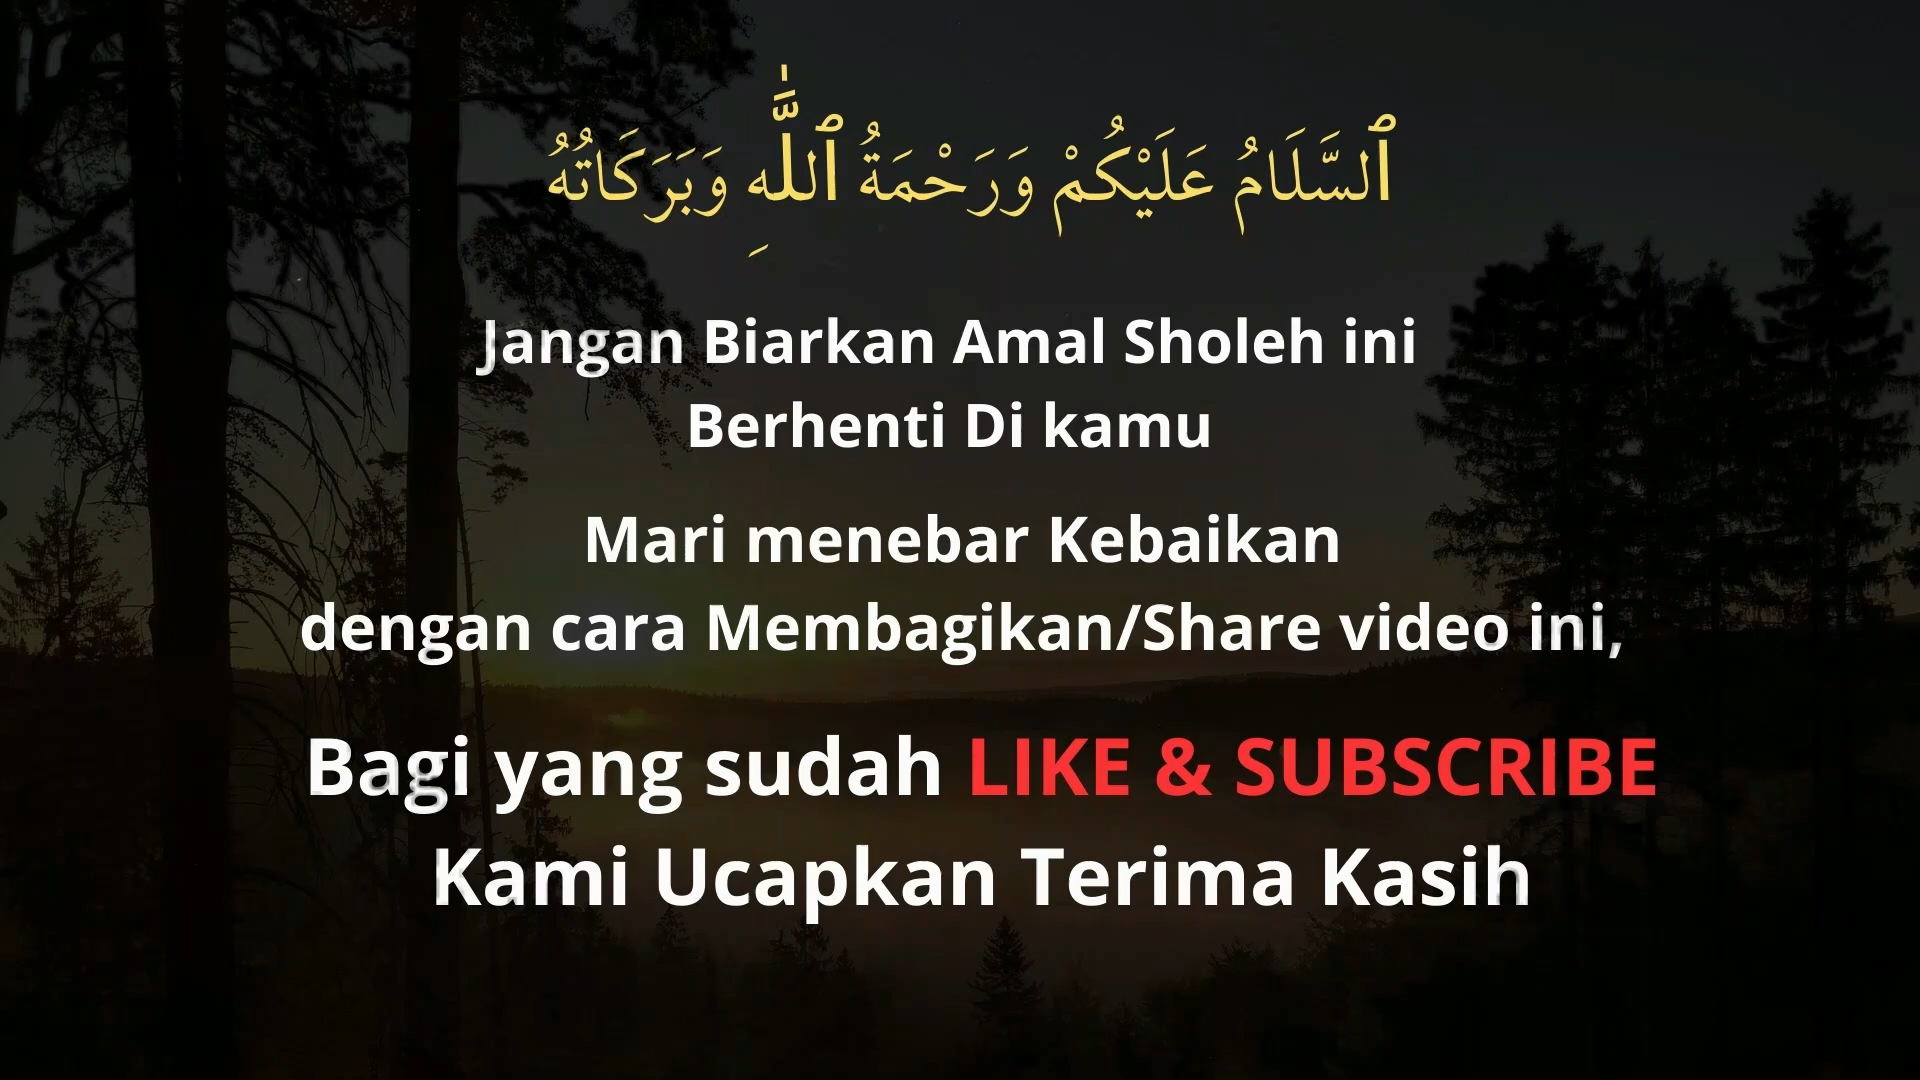 ٱلسَّلَامُ عَلَيْكُمْ وَرَحْمَةُ ٱللَّٰهِ وَبَرَكَاتُهُ
Jangan Biarkan Amal Sholeh ini
Berhenti Di kamu
Mari menebar Kebaikan
dengan cara Membagikan/Share video ini,
Bagi yang sudah LIKE & SUBSCRIBE
Kami Ucapkan Terima Kasih